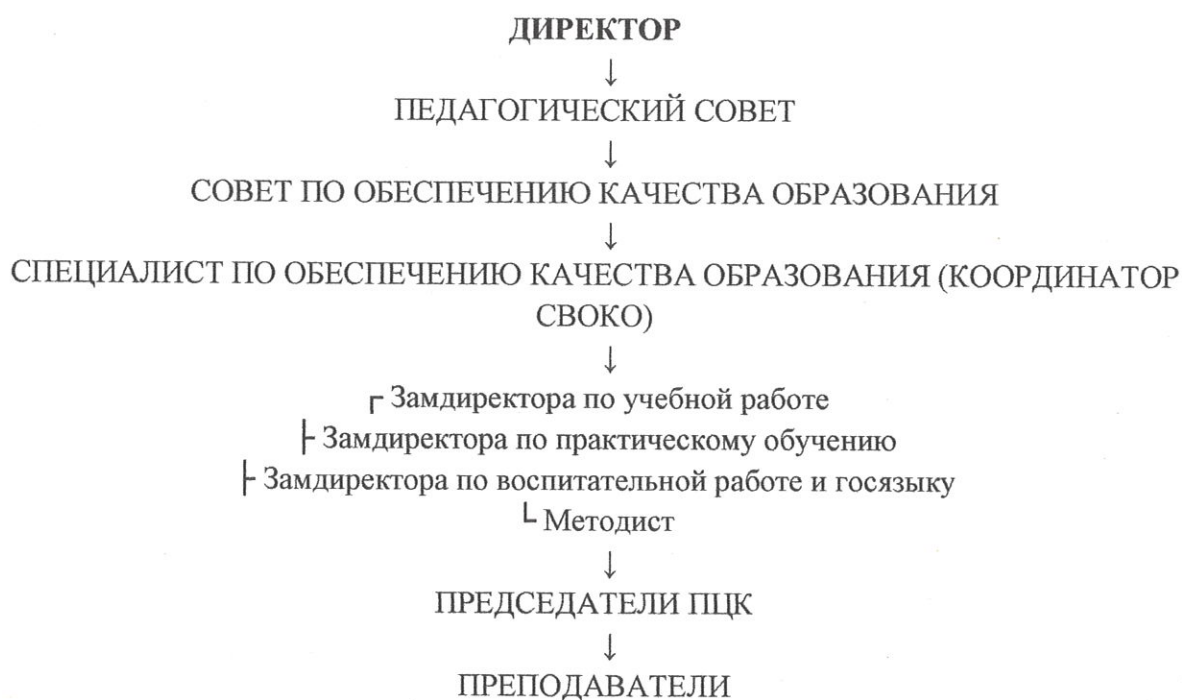 ДИРЕКТОР
↓
ПЕДАГОГИЧЕСКИЙ СОВЕТ
↓
СОВЕТ ПО ОБЕСПЕЧЕНИЮ КАЧЕСТВА ОБРАЗОВАНИЯ
↓
СПЕЦИАЛИСТ ПО ОБЕСПЕЧЕНИЮ КАЧЕСТВА ОБРАЗОВАНИЯ (КООРДИНАТОР
СВОКО)
↓
┌ Замдиректора по учебной работе
├ Замдиректора по практическому обучению
├ Замдиректора по воспитательной работе и госязыку
└ Методист
↓
ПРЕДСЕДАТЕЛИ ПЦК
↓
ПРЕПОДАВАТЕЛИ